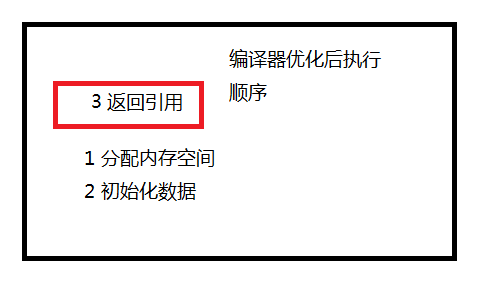 编译器优化后执行
顺序
3 返回引用
1 分配内存空间
2 初始化数据